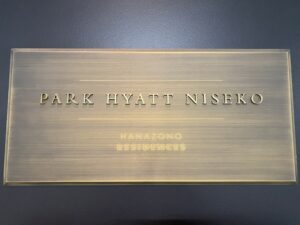 PARK HYATT NISEKO
HANAZONO
RESIDENCES